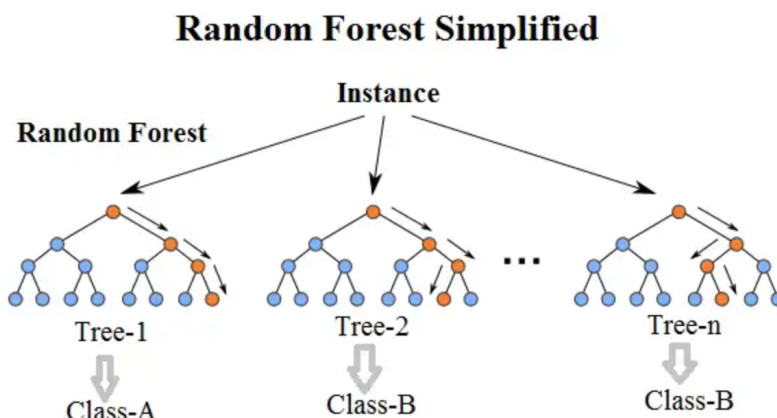 Random Forest Simplified
Instance
Random Forest
...
Tree-1 Tree-2 Tree-n
Class-A Class-B Class-B